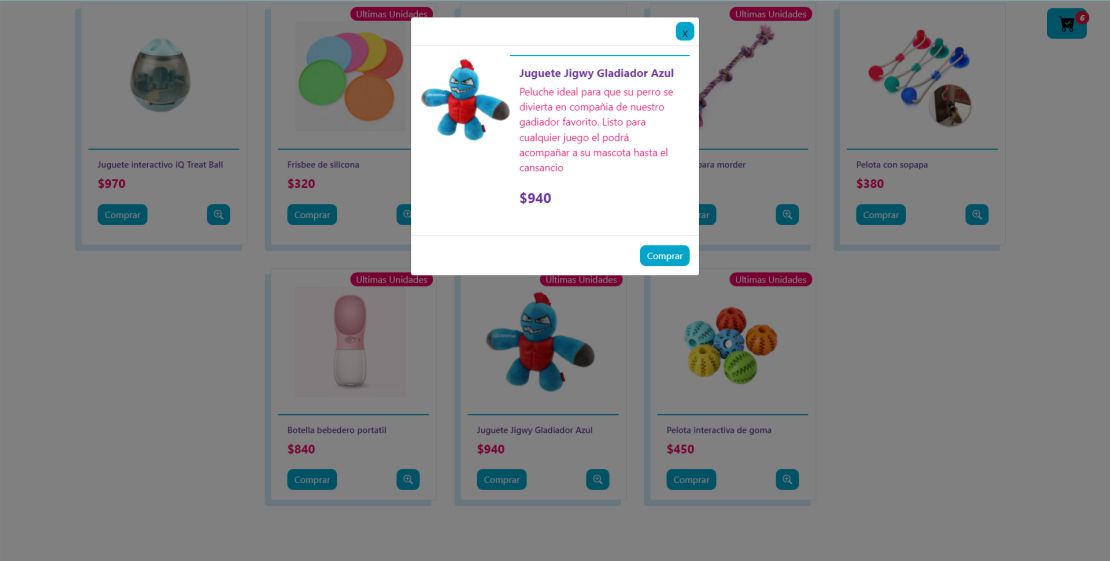 Ultimas Unidades
Ultimas Unidades
6
x
Juguete Jigwy Gladiador Azul
Peluche ideal para que su perro se
divierta en compañia de nuestro
gadiador favorito. Listo para
cualquier juego el podrá
acompañar a su mascota hasta el
cansancio
$940
Comprar
Juguete interactivo IQ Treat Ball
$970
Comprar
Frisbee de silicona
$320
Comprar
para morder
Pelota con sopapa
$380
Comprar
Ultimas Unidades
Ultimas Unidades
Ultimas Unidades
Botella bebedero portatil
$840
Comprar
Juguete Jigwy Gladiador Azul
$940
Comprar
Pelota interactiva de goma
$450
Comprar